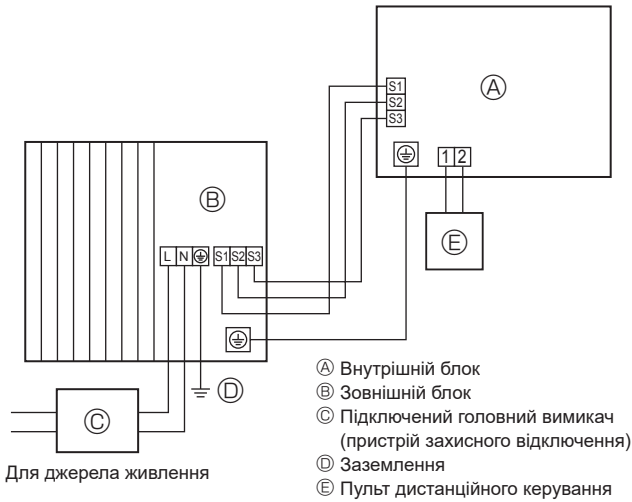 S1
S2
S3
Ⓐ
1 2
Ⓔ
Ⓑ
L N S1 S2 S3
Ⓓ
Ⓒ
Для джерела живлення
Ⓐ Внутрішній блок
Ⓑ Зовнішній блок
Ⓒ Підключений головний вимикач
(пристрій захисного відключення)
Ⓓ Заземлення
Ⓔ Пульт дистанційного керування